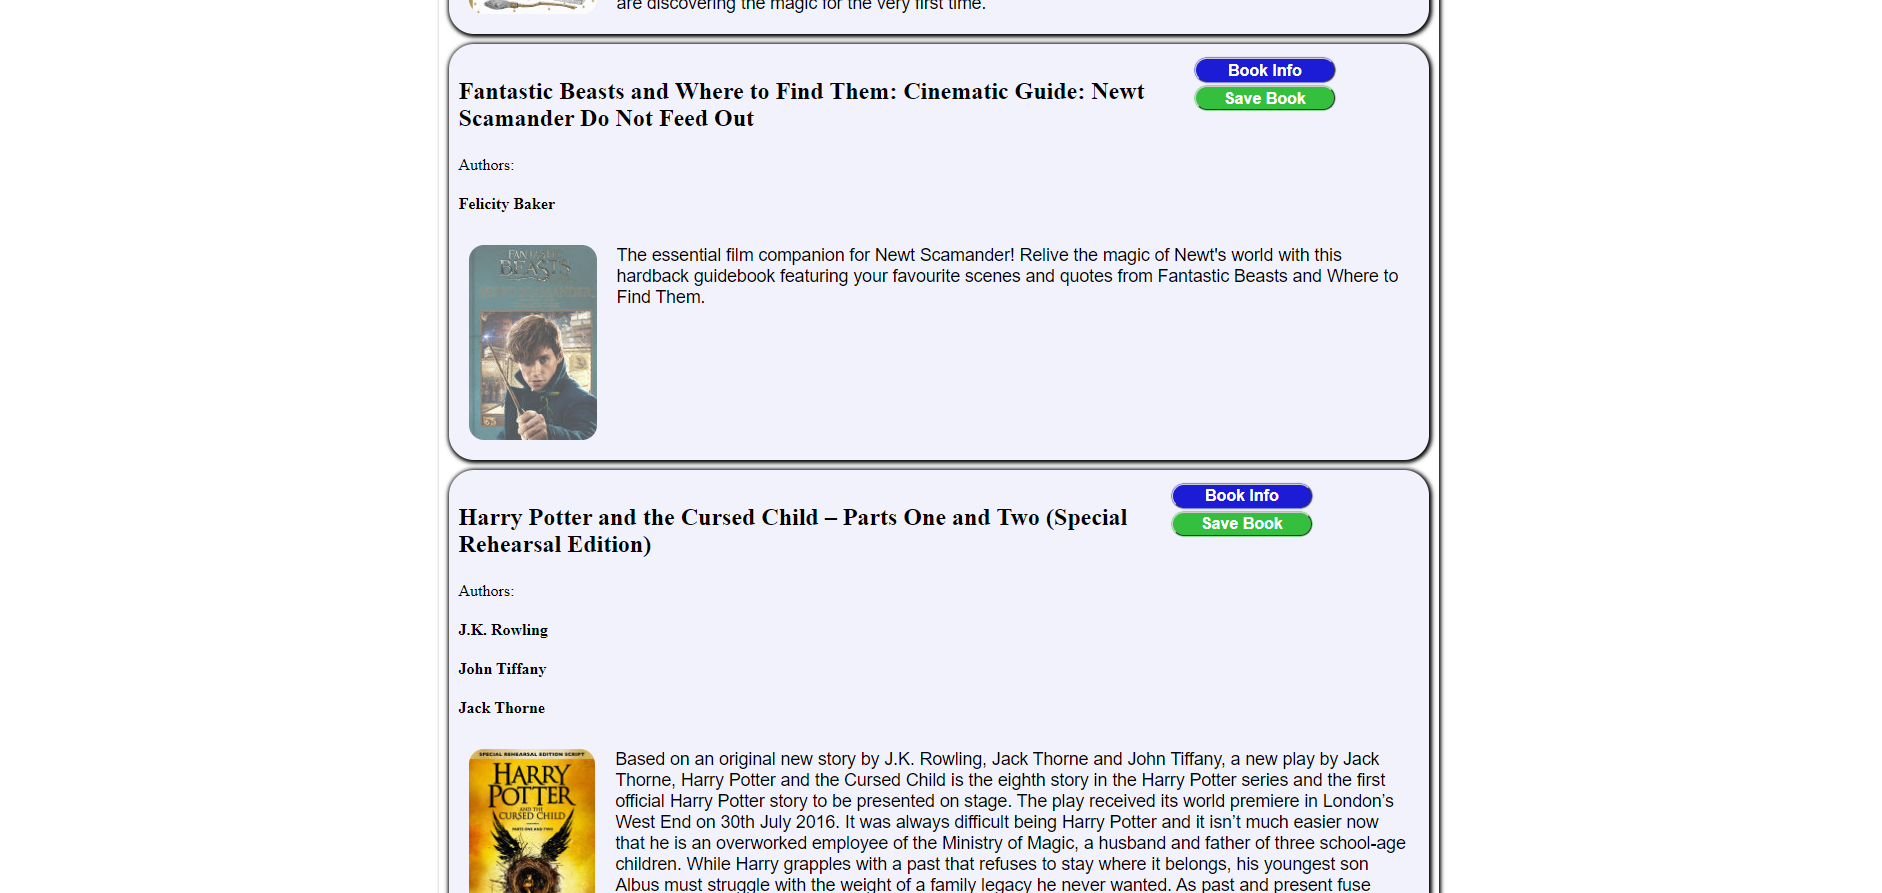 are discovering the magic for the very first time.
Book Info
Save Book
Fantastic Beasts and Where to Find Them: Cinematic Guide: Newt
Scamander Do Not Feed Out
Authors:
Felicity Baker
FANTASTIC
BEASTS
The essential film companion for Newt Scamander! Relive the magic of Newt's world with this
hardback guidebook featuring your favourite scenes and quotes from Fantastic Beasts and Where to
Find Them.
Book Info
Save Book
Harry Potter and the Cursed Child – Parts One and Two (Special
Rehearsal Edition)
Authors:
J.K. Rowling
John Tiffany
Jack Thorne
SPECIAL REHEARSAL EDITION SCRIPT
HARRY
POTTER
AND THE
CURSED CHILD
PARTS ONE AND TWO
Based on an original new story by J.K. Rowling, Jack Thorne and John Tiffany, a new play by Jack
Thorne, Harry Potter and the Cursed Child is the eighth story in the Harry Potter series and the first
official Harry Potter story to be presented on stage. The play received its world premiere in London’s
West End on 30th July 2016. It was always difficult being Harry Potter and it isn’t much easier now
that he is an overworked employee of the Ministry of Magic, a husband and father of three school-age
children. While Harry grapples with a past that refuses to stay where it belongs, his youngest son
Albus must struggle with the weight of a family legacy he never wanted. As past and present fuse